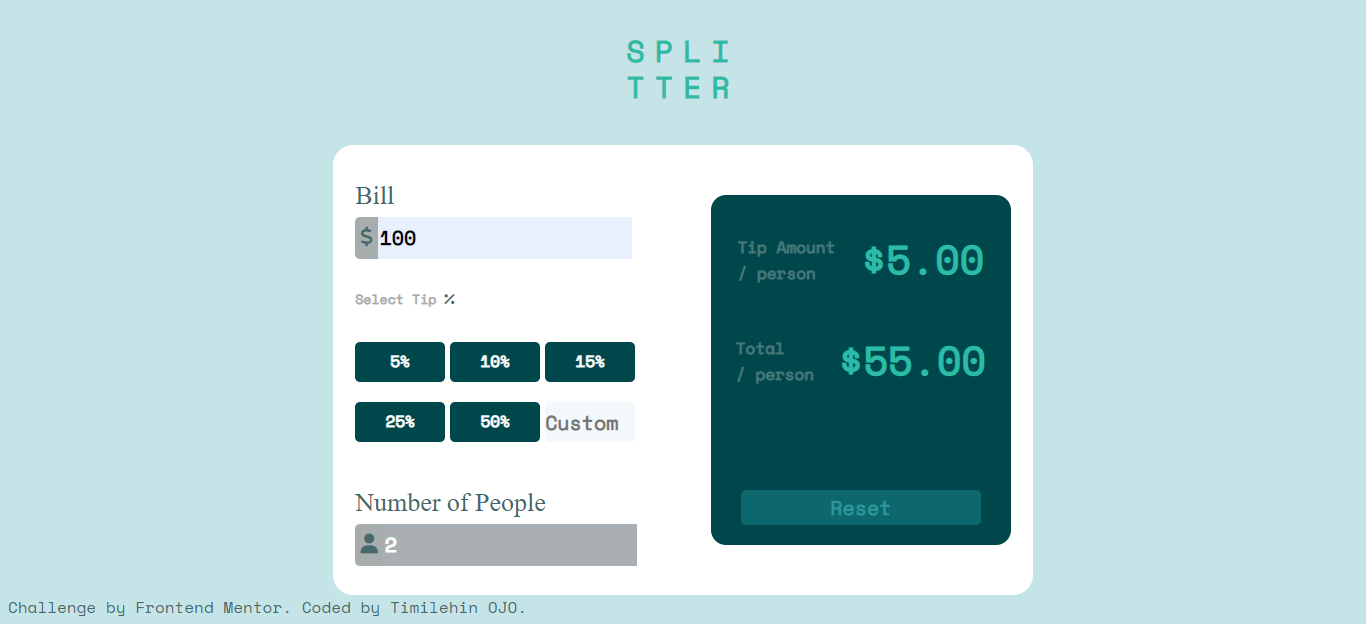 SPLI
TTER
Bill
$ 100
Select Tip %
5% 10% 15%
25% 50% Custom
Number of People
2
Tip Amount
/ person
$5.00
Total
/ person
$55.00
Reset
Challenge by Frontend Mentor. Coded by Timilehin OJO.